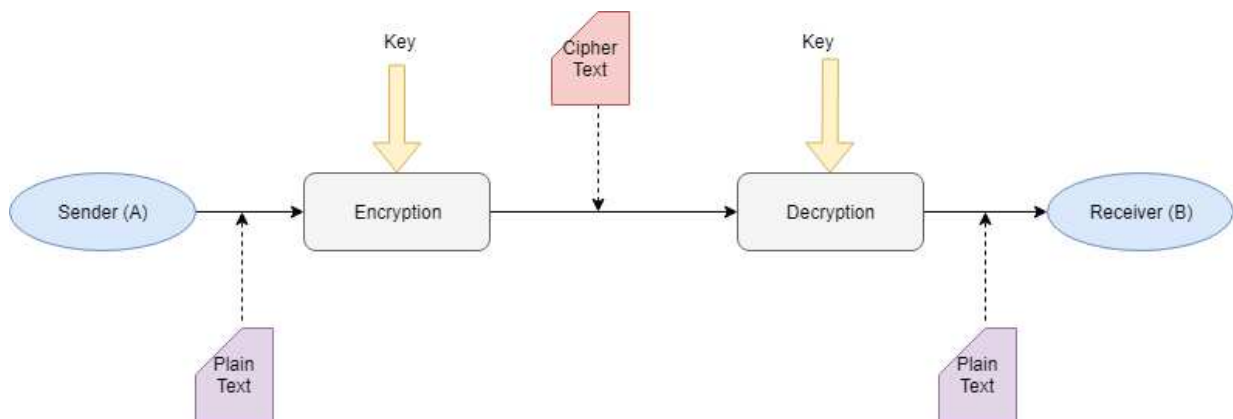 Key
Cipher
Text
Key
Sender (A)
Encryption
Decryption
Receiver (B)
Plain
Text
Plain
Text